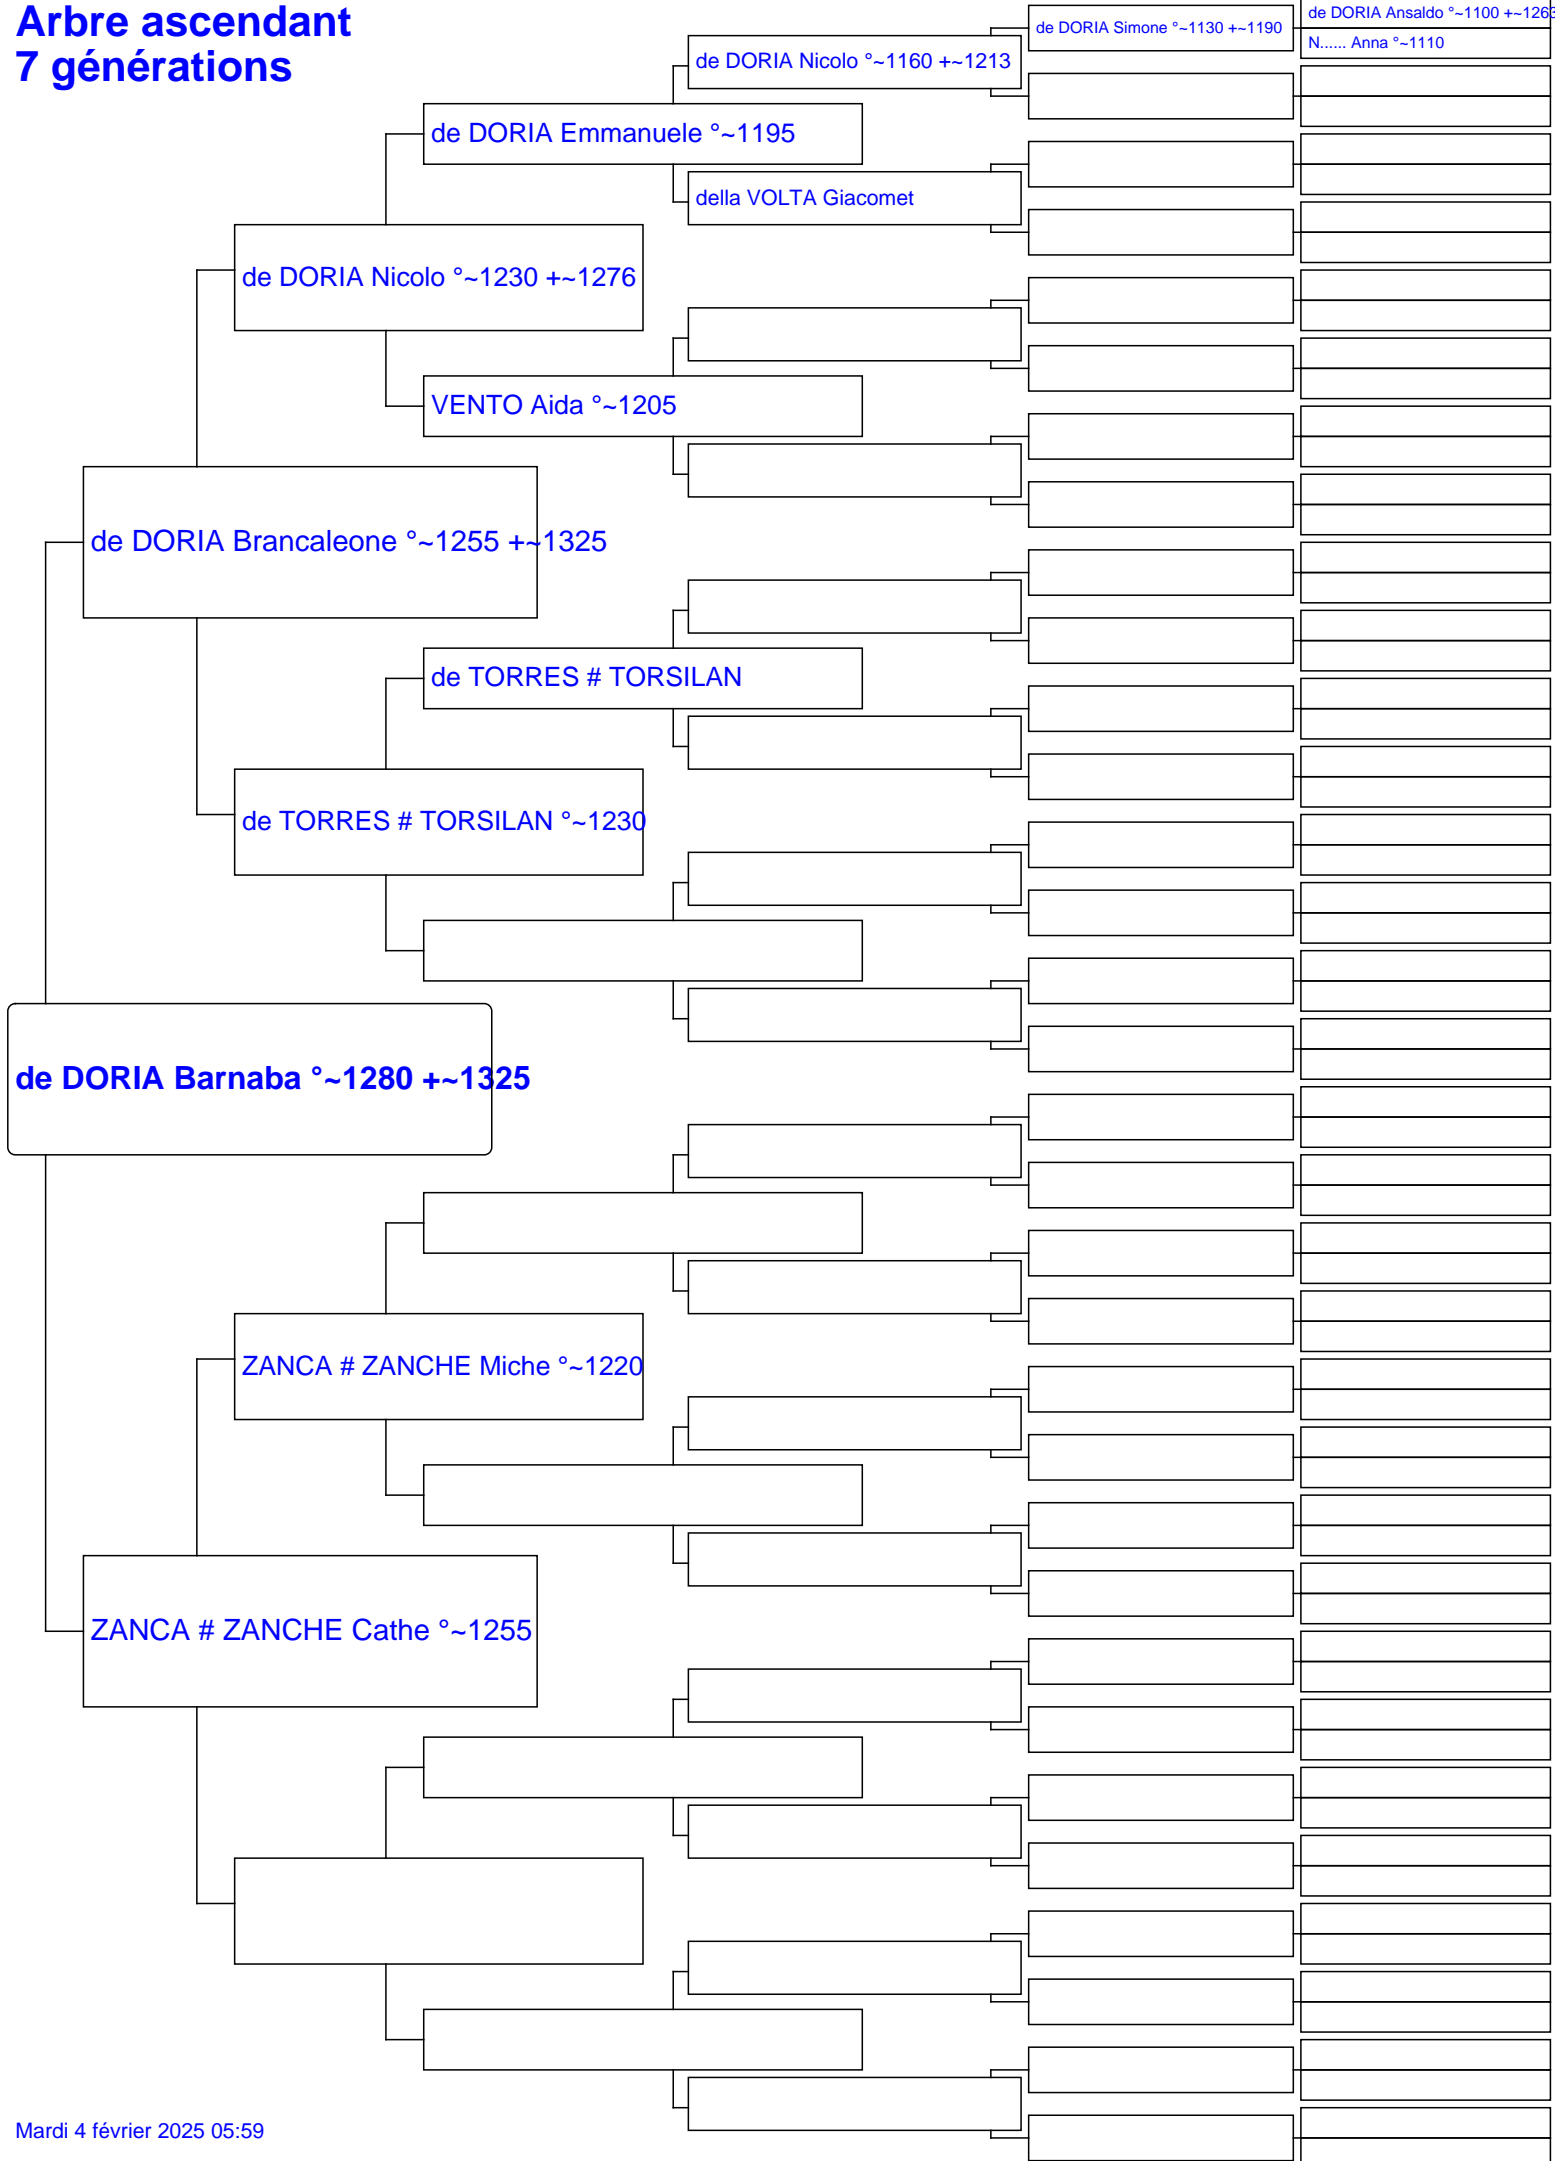 Arbre ascendant
7 générations
de DORIA Ansaldo °~1100 +~1263
de DORIA Simone °~1130 +~1190
N...... Anna °~1110
de DORIA Nicolo °~1160 +~1213
de DORIA Emmanuele °~1195
della VOLTA Giacomet
de DORIA Nicolo °~1230 +~1276
VENTO Aida °~1205
de DORIA Brancaleone °~1255 +~1325
de TORRES # TORSILAN
de TORRES # TORSILAN °~1230
de DORIA Barnaba °~1280 +~1325
ZANCA # ZANCHE Miche °~1220
ZANCA # ZANCHE Cathe °~1255
Mardi 4 février 2025 05:59